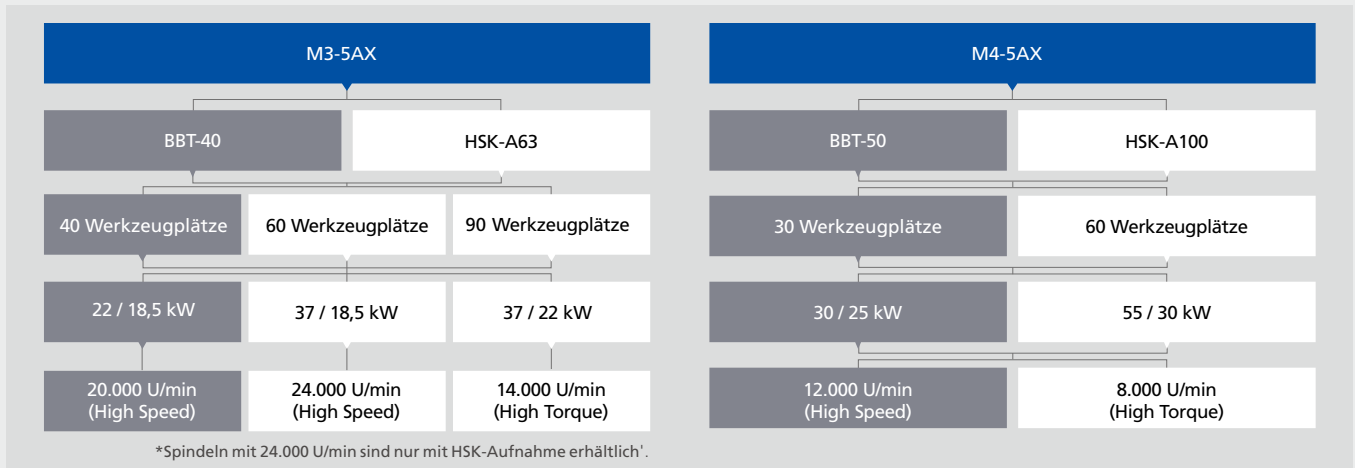 M3-5AX
BBT-40
HSK-A63
40 Werkzeugplätze
60 Werkzeugplätze
90 Werkzeugplätze
22 / 18,5 kW
37 / 18,5 kW
37 / 22 kW
20.000 U/min
(High Speed)
24.000 U/min
(High Speed)
14.000 U/min
(High Torque)
*Spindeln mit 24.000 U/min sind nur mit HSK-Aufnahme erhältlich'.
M4-5AX
BBT-50
HSK-A100
30 Werkzeugplätze
60 Werkzeugplätze
30 / 25 kW
55 / 30 kW
12.000 U/min
(High Speed)
8.000 U/min
(High Torque)